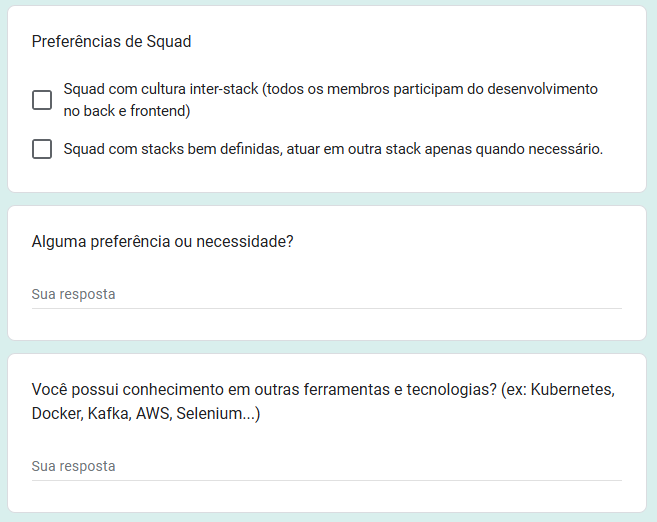 Preferências de Squad
Squad com cultura inter-stack (todos os membros participam do desenvolvimento
no back e frontend)
Squad com stacks bem definidas, atuar em outra stack apenas quando necessário.
Alguma preferência ou necessidade?
Sua resposta
Você possui conhecimento em outras ferramentas e tecnologias? (ex: Kubernetes,
Docker, Kafka, AWS, Selenium...)
Sua resposta